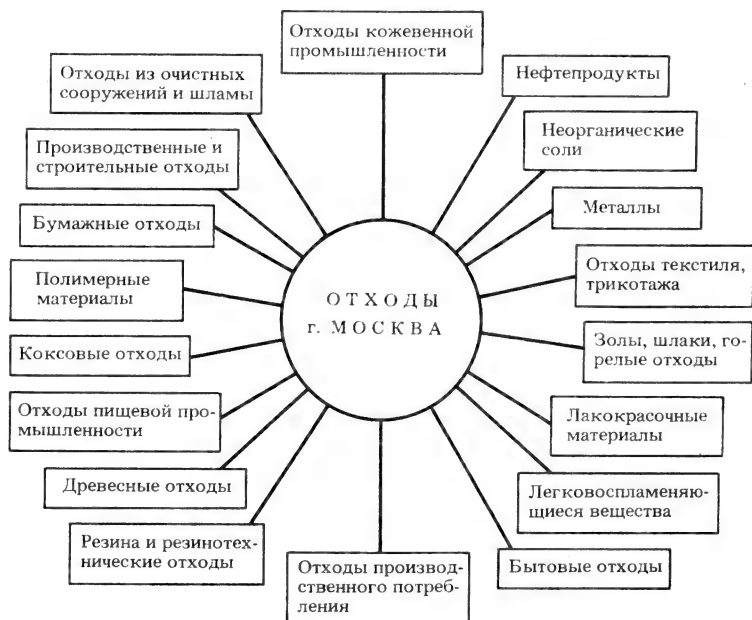 Отходы кожевенной
промышленности
Нефтепродукты
Неорганические
соли
Металлы
Отходы текстиля,
трикотажа
Золы, шлаки, го-
релые отходы
Лакокрасочные
материалы
Легковоспламеняю-
щиеся вещества
Бытовые отходы
Отходы производ-
ственного потреб-
ления
Резина и резинотех-
нические отходы
Древесные отходы
Отходы пищевой про-
мышленности
Коксовые отходы
Полимерные
материалы
Бумажные отходы
Производственные и
строительные отходы
Отходы из очистных
сооружений и шламы
ОТХОДЫ
г. МОСКВА